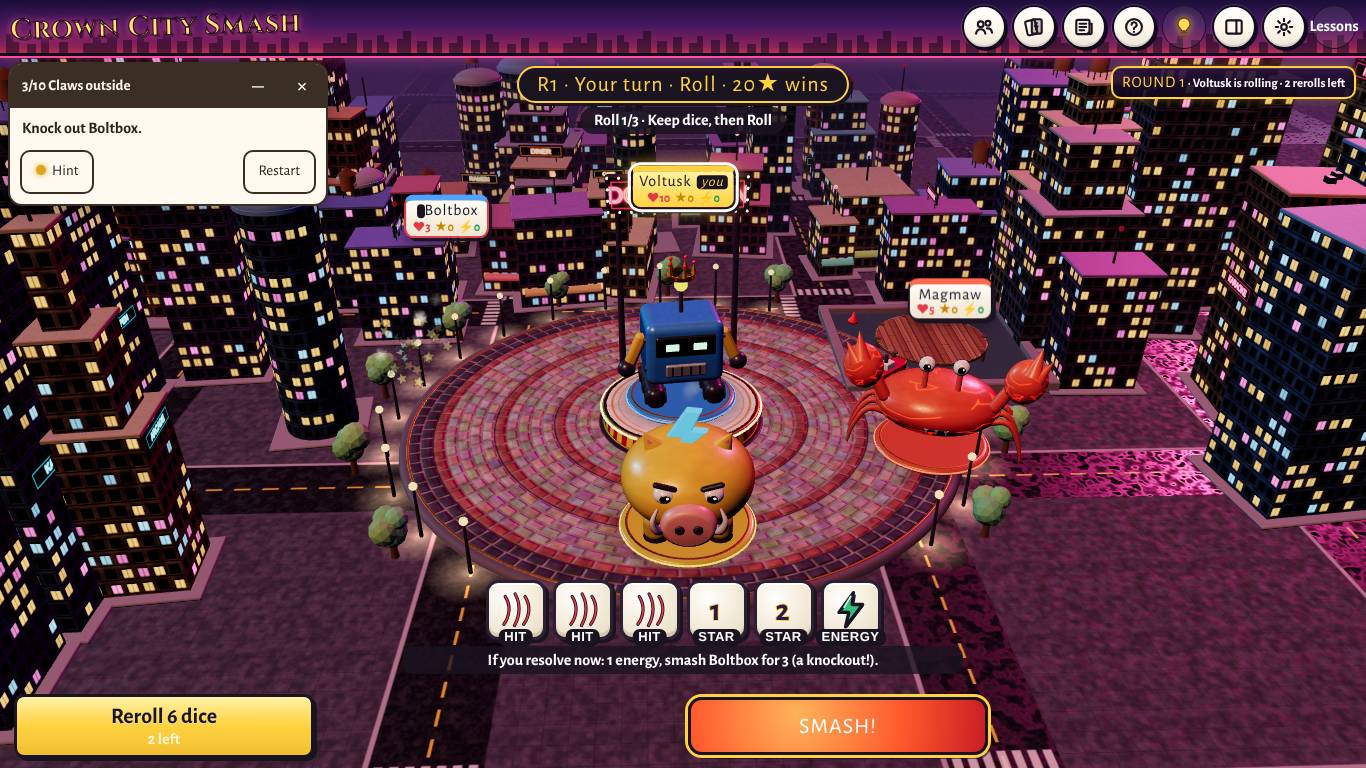 Crown City Smash
Lessons
3/10 Claws outside
Knock out Boltbox.
Hint
Restart
R1 · Your turn · Roll · 20★ wins
Roll 1/3 · Keep dice, then Roll
ROUND 1 · Voltusk is rolling · 2 rerolls left
DINER
Voltusk you
♥10 ★0 ⚡0
Boltbox
♥3 ★0 ⚡0
Magmaw
♥5 ★0 ⚡0
1
2
HIT
HIT
HIT
STAR
STAR
ENERGY
If you resolve now: 1 energy, smash Boltbox for 3 (a knockout!).
Reroll 6 dice
2 left
SMASH!